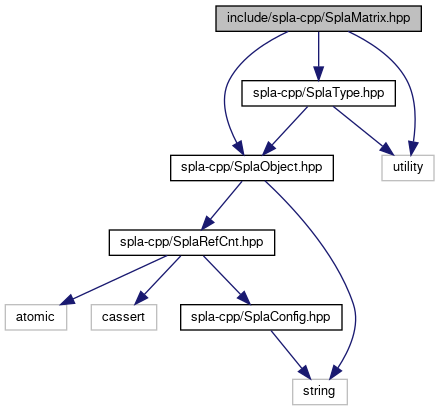 include/spla-cpp/SplaMatrix.hpp
spla-cpp/SplaType.hpp
spla-cpp/SplaObject.hpp
utility
spla-cpp/SplaRefCnt.hpp
atomic
cassert
spla-cpp/SplaConfig.hpp
string